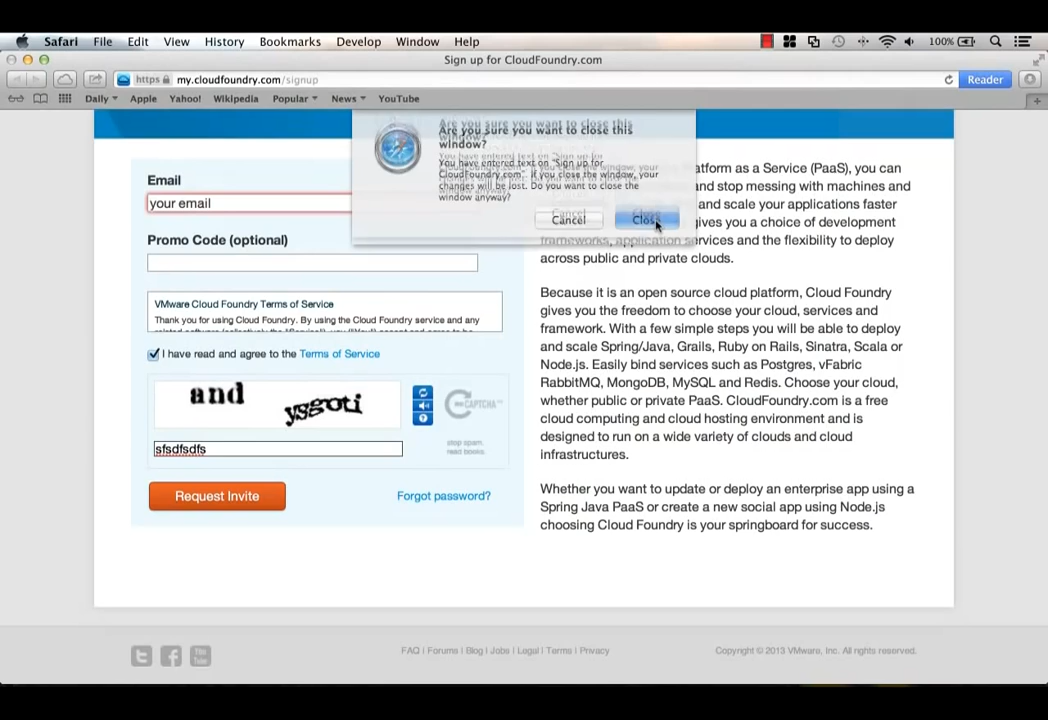 Safari File Edit View History Bookmarks Develop Window Help 100%
Sign up for CloudFoundry.com
https my.cloudfoundry.com/signup Reader
Daily Apple Yahoo! Wikipedia Popular News YouTube
Are you sure you want to close this
window?
You have entered text on "Sign up for
CloudFoundry.com". If you close the window, your
changes will be lost. Do you want to close the
window anyway?
Cancel Close
Email
your email
Promo Code (optional)
VMware Cloud Foundry Terms of Service
Thank you for using Cloud Foundry. By using the Cloud Foundry service and any
I have read and agree to the Terms of Service
and ysgoti
CAPTCHA
stop spam.
read books.
sfsdfsdfs
Request Invite Forgot password?
atform as a Service (PaaS), you can
and stop messing with machines and
and scale your applications faster
gives you a choice of development
frameworks, application services and the flexibility to deploy
across public and private clouds.
Because it is an open source cloud platform, Cloud Foundry
gives you the freedom to choose your cloud, services and
framework. With a few simple steps you will be able to deploy
and scale Spring/Java, Grails, Ruby on Rails, Sinatra, Scala or
Node.js. Easily bind services such as Postgres, vFabric
RabbitMQ, MongoDB, MySQL and Redis. Choose your cloud,
whether public or private PaaS. CloudFoundry.com is a free
cloud computing and cloud hosting environment and is
designed to run on a wide variety of clouds and cloud
infrastructures.
Whether you want to update or deploy an enterprise app using a
Spring Java PaaS or create a new social app using Node.js
choosing Cloud Foundry is your springboard for success.
FAQ | Forums | Blog | Jobs | Legal | Terms | Privacy
Copyright © 2013 VMware, Inc. All rights reserved.